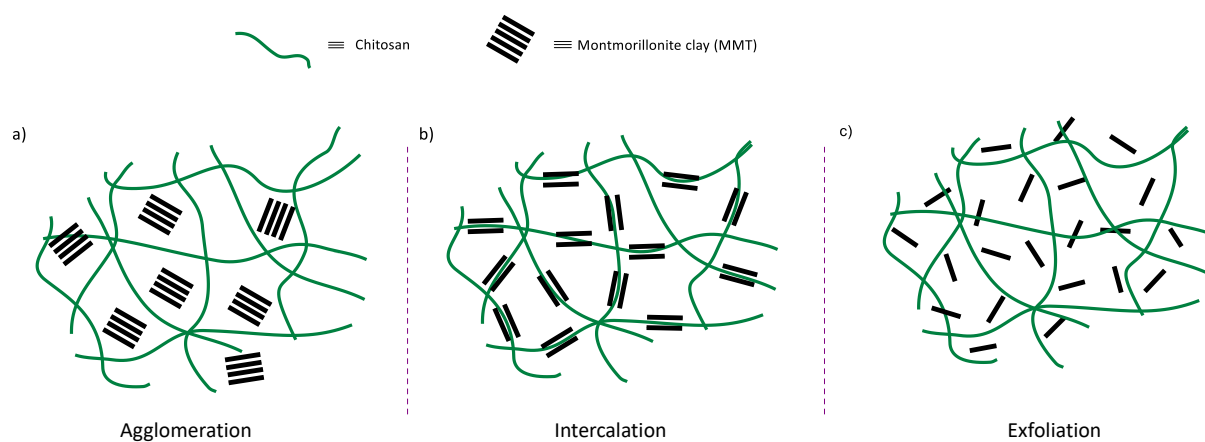 Chitosan
Montmorillonite clay (MMT)
a)
b)
c)
Agglomeration
Intercalation
Exfoliation